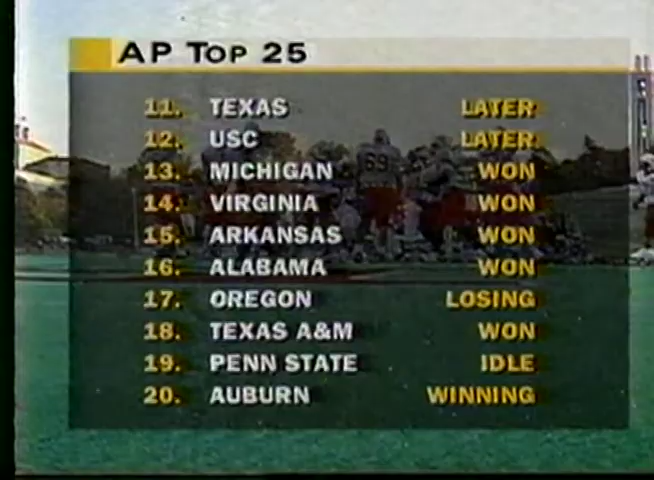 AP TOP 25
11. TEXAS LATER
12. USC LATER
13. MICHIGAN WON
14. VIRGINIA WON
15. ARKANSAS WON
16. ALABAMA WON
17. OREGON LOSING
18. TEXAS A&M WON
19. PENN STATE IDLE
20. AUBURN WINNING
69